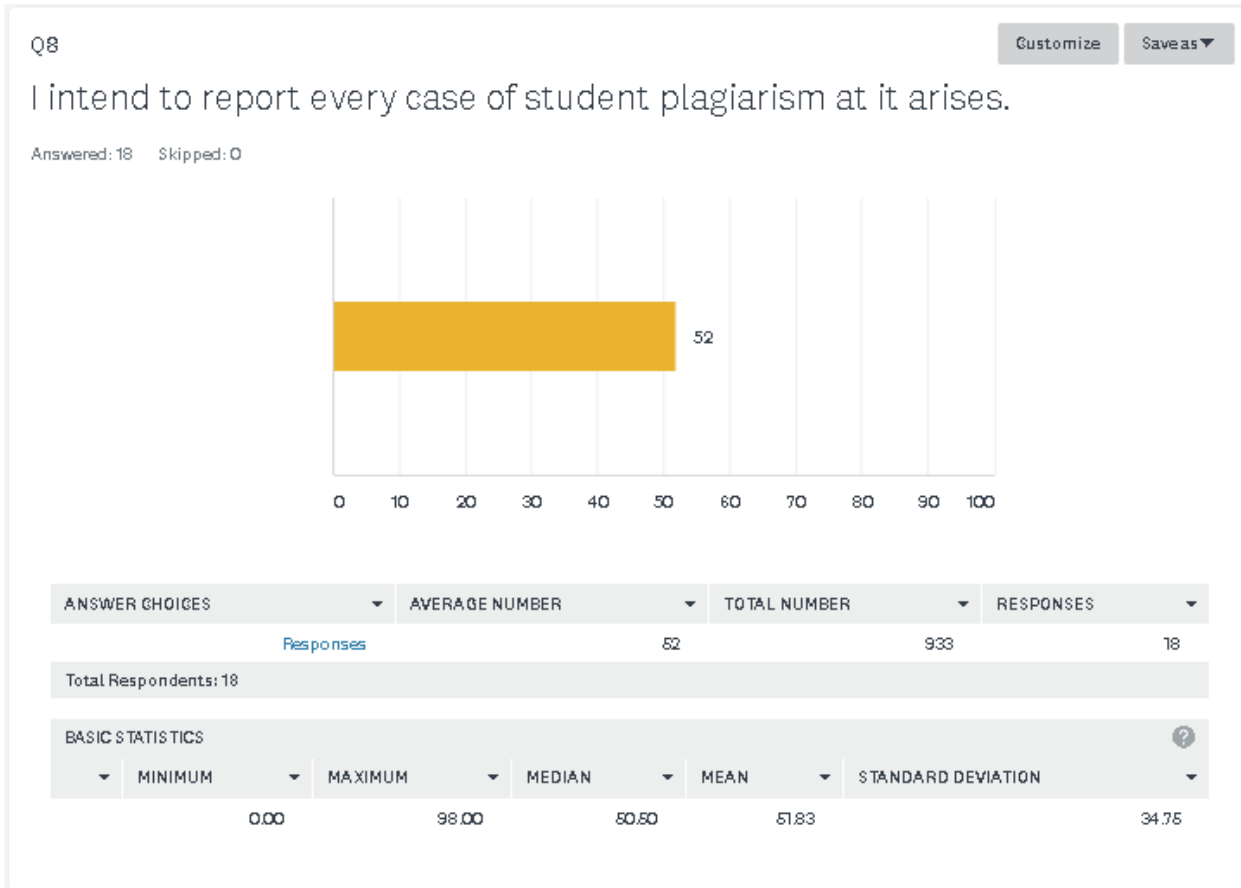 Q8
Customize
Save as
I intend to report every case of student plagiarism at it arises.
Answered: 18 Skipped: 0
52
0 10 20 30 40 50 60 70 80 90 100
ANSWER CHOICES AVERAGE NUMBER TOTAL NUMBER RESPONSES
Responses 52 933 18
Total Respondents: 18
BASIC STATISTICS ?
MINIMUM MAXIMUM MEDIAN MEAN STANDARD DEVIATION
0.00 98.00 50.50 51.83 34.75